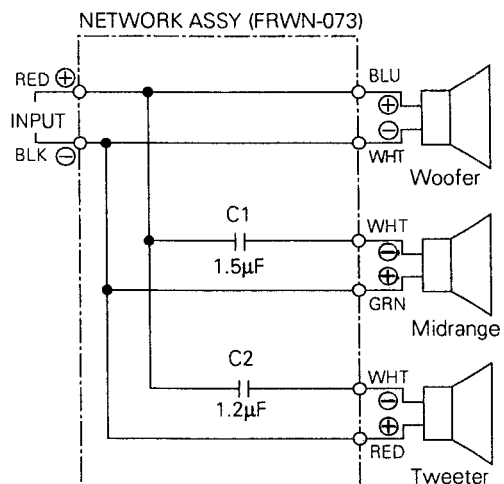 NETWORK ASSY (FRWN-073)
RED ⊕
BLU
⊕
INPUT
⊖
BLK ⊖
WHT
Woofer
C1
WHT
1.5μF
⊖
⊕
GRN
Midrange
C2
WHT
1.2μF
⊖
⊕
RED
Tweeter